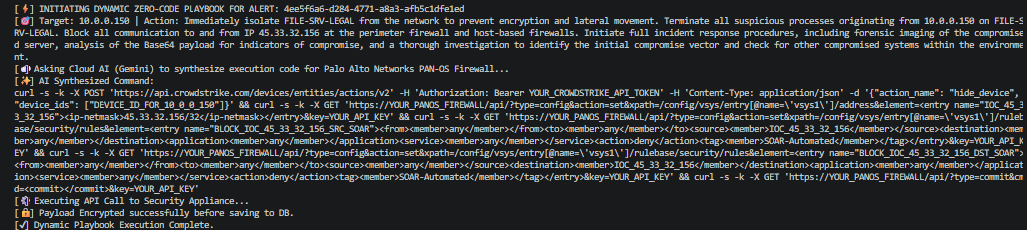 [⚡] INITIATING DYNAMIC ZERO-CODE PLAYBOOK FOR ALERT: 4ee5f6a6-d284-4771-a8a3-afb5c1dfe1ed
[🎯] Target: 10.0.0.150 | Action: Immediately isolate FILE-SRV-LEGAL from the network to prevent encryption and lateral movement. Terminate all suspicious processes originating from 10.0.0.150 on FILE-S
RV-LEGAL. Block all communication to and from IP 45.33.32.156 at the perimeter firewall and host-based firewalls. Initiate full incident response procedures, including forensic imaging of the compromise
d server, analysis of the Base64 payload for indicators of compromise, and a thorough investigation to identify the initial compromise vector and check for other compromised systems within the environme
nt.
[🧠] Asking Cloud AI (Gemini) to synthesize execution code for Palo Alto Networks PAN-OS Firewall...
[✨] AI Synthesized Command:
curl -s -k -X POST 'https://api.crowdstrike.com/devices/entities/actions/v2' -H 'Authorization: Bearer YOUR_CROWDSTRIKE_API_TOKEN' -H 'Content-Type: application/json' -d '{"action_name": "hide_device",
"device_ids": ["DEVICE_ID_FOR_10_0_0_150"]}' && curl -s -k -X GET 'https://YOUR_PANOS_FIREWALL/api/?type=config&action=set&xpath=/config/vsys/entry[@name=\'vsys1\']/address&element=<entry name="IOC_45_3
3_32_156"><ip-netmask>45.33.32.156/32</ip-netmask></entry>&key=YOUR_API_KEY' && curl -s -k -X GET 'https://YOUR_PANOS_FIREWALL/api/?type=config&action=set&xpath=/config/vsys/entry[@name=\'vsys1\']/ruleb
ase/security/rules&element=<entry name="BLOCK_IOC_45_33_32_156_SRC_SOAR"><from><member>any</member></from><to><member>any</member></to><source><member>IOC_45_33_32_156</member></source><destination><mem
ber>any</member></destination><application><member>any</member></application><service><member>any</member></service><action>deny</action><tag><member>SOAR-Automated</member></tag></entry>&key=YOUR_API_K
EY' && curl -s -k -X GET 'https://YOUR_PANOS_FIREWALL/api/?type=config&action=set&xpath=/config/vsys/entry[@name=\'vsys1\']/rulebase/security/rules&element=<entry name="BLOCK_IOC_45_33_32_156_DST_SOAR">
<from><member>any</member></from><to><member>any</member></to><source><member>any</member></source><destination><member>IOC_45_33_32_156</member></destination><application><member>any</member></applicat
ion><service><member>any</member></service><action>deny</action><tag><member>SOAR-Automated</member></tag></entry>&key=YOUR_API_KEY' && curl -s -k -X GET 'https://YOUR_PANOS_FIREWALL/api/?type=commit&cm
d=<commit></commit>&key=YOUR_API_KEY'
[⚙️] Executing API Call to Security Appliance...
[🔒] Payload Encrypted successfully before saving to DB.
[✔] Dynamic Playbook Execution Complete.